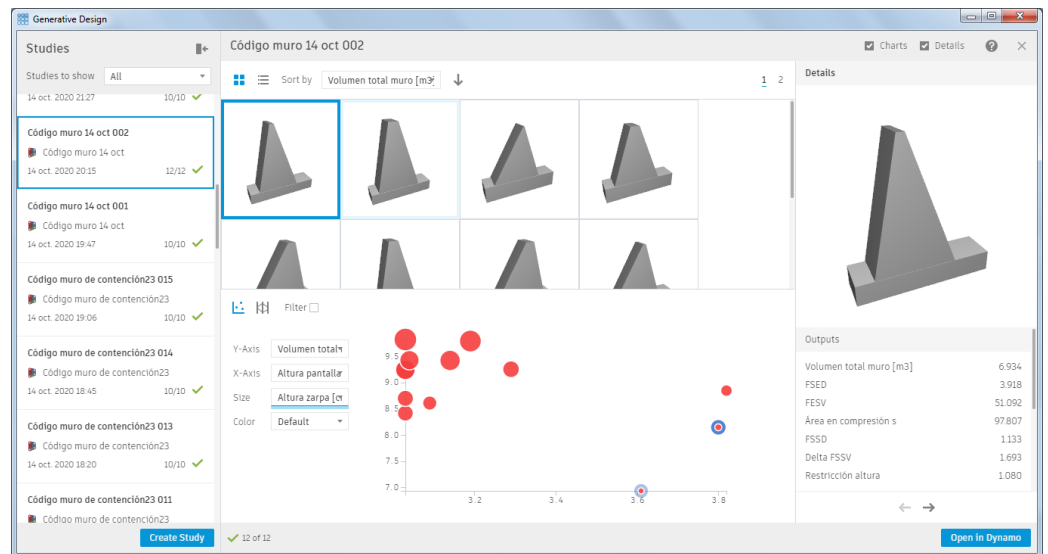 Generative Design
Studies
Studies to show All
14 oct. 2020 21:27 10/10
Código muro 14 oct 002
Código muro 14 oct
14 oct. 2020 20:15 12/12
Código muro 14 oct 001
Código muro 14 oct
14 oct. 2020 19:47 10/10
Código muro de contención23 015
Código muro de contención23
14 oct. 2020 19:06 10/10
Código muro de contención23 014
Código muro de contención23
14 oct. 2020 18:45 10/10
Código muro de contención23 013
Código muro de contención23
14 oct. 2020 18:20 10/10
Código muro de contención23 011
Código muro de contención23
Create Study
Código muro 14 oct 002
Charts Details
Sort by Volumen total muro [m3
1 2
Filter
Y-Axis Volumen total
X-Axis Altura pantalla
Size Altura zarpa [c
Color Default
9.5
9.0
8.5
8.0
7.5
7.0
3.2 3.4 3.6 3.8
12 of 12
Details
Outputs
Volumen total muro [m3] 6.934
FSED 3.918
FESV 51.092
Área en compresión s 97.807
FSSD 1.133
Delta FSSV 1.693
Restricción altura 1.080
Open in Dynamo